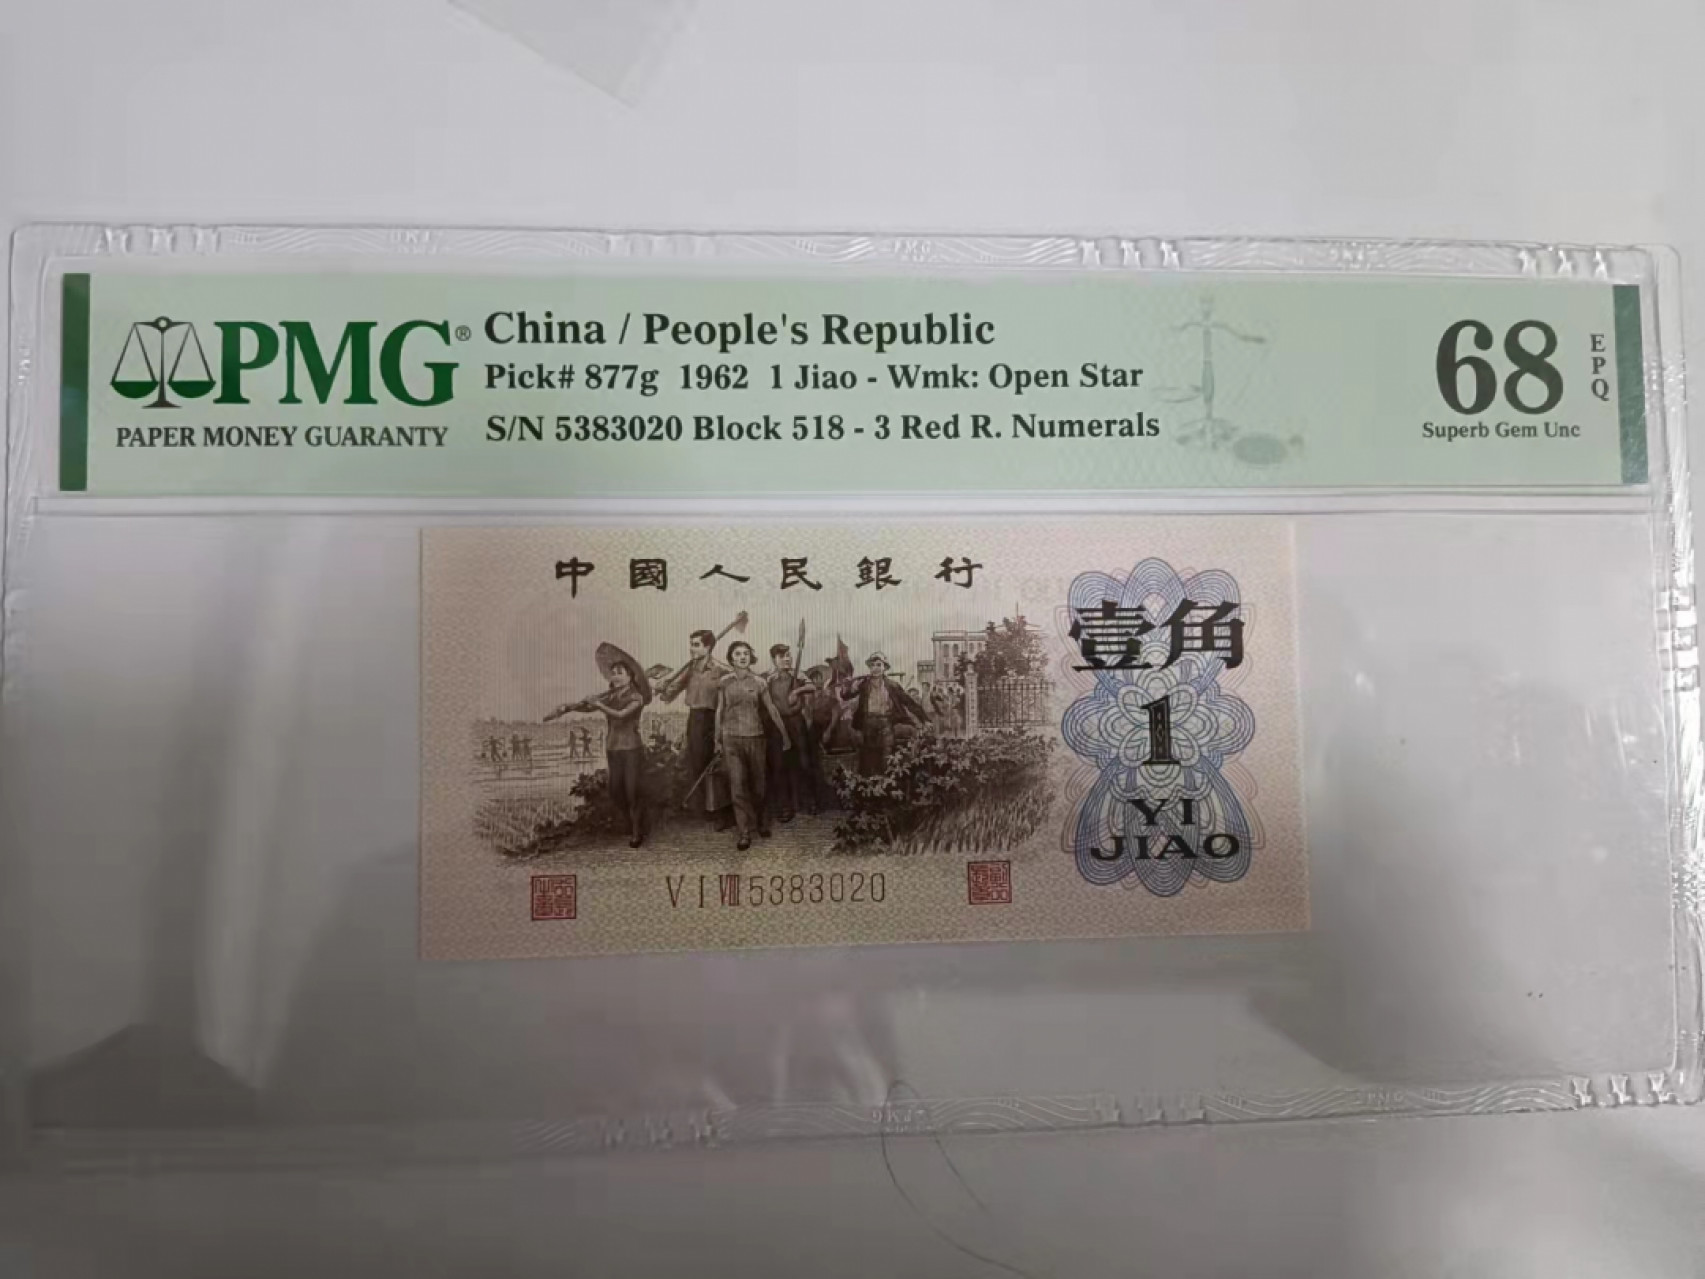 PMG®
PAPER MONEY GUARANTY
China / People's Republic
Pick# 877g 1962 1 Jiao - Wmk: Open Star
S/N 5383020 Block 518 - 3 Red R. Numerals
68
EPQ
Superb Gem Unc
中國人民銀行
壹角
1
YI
JIAO
V I VIII 5383020